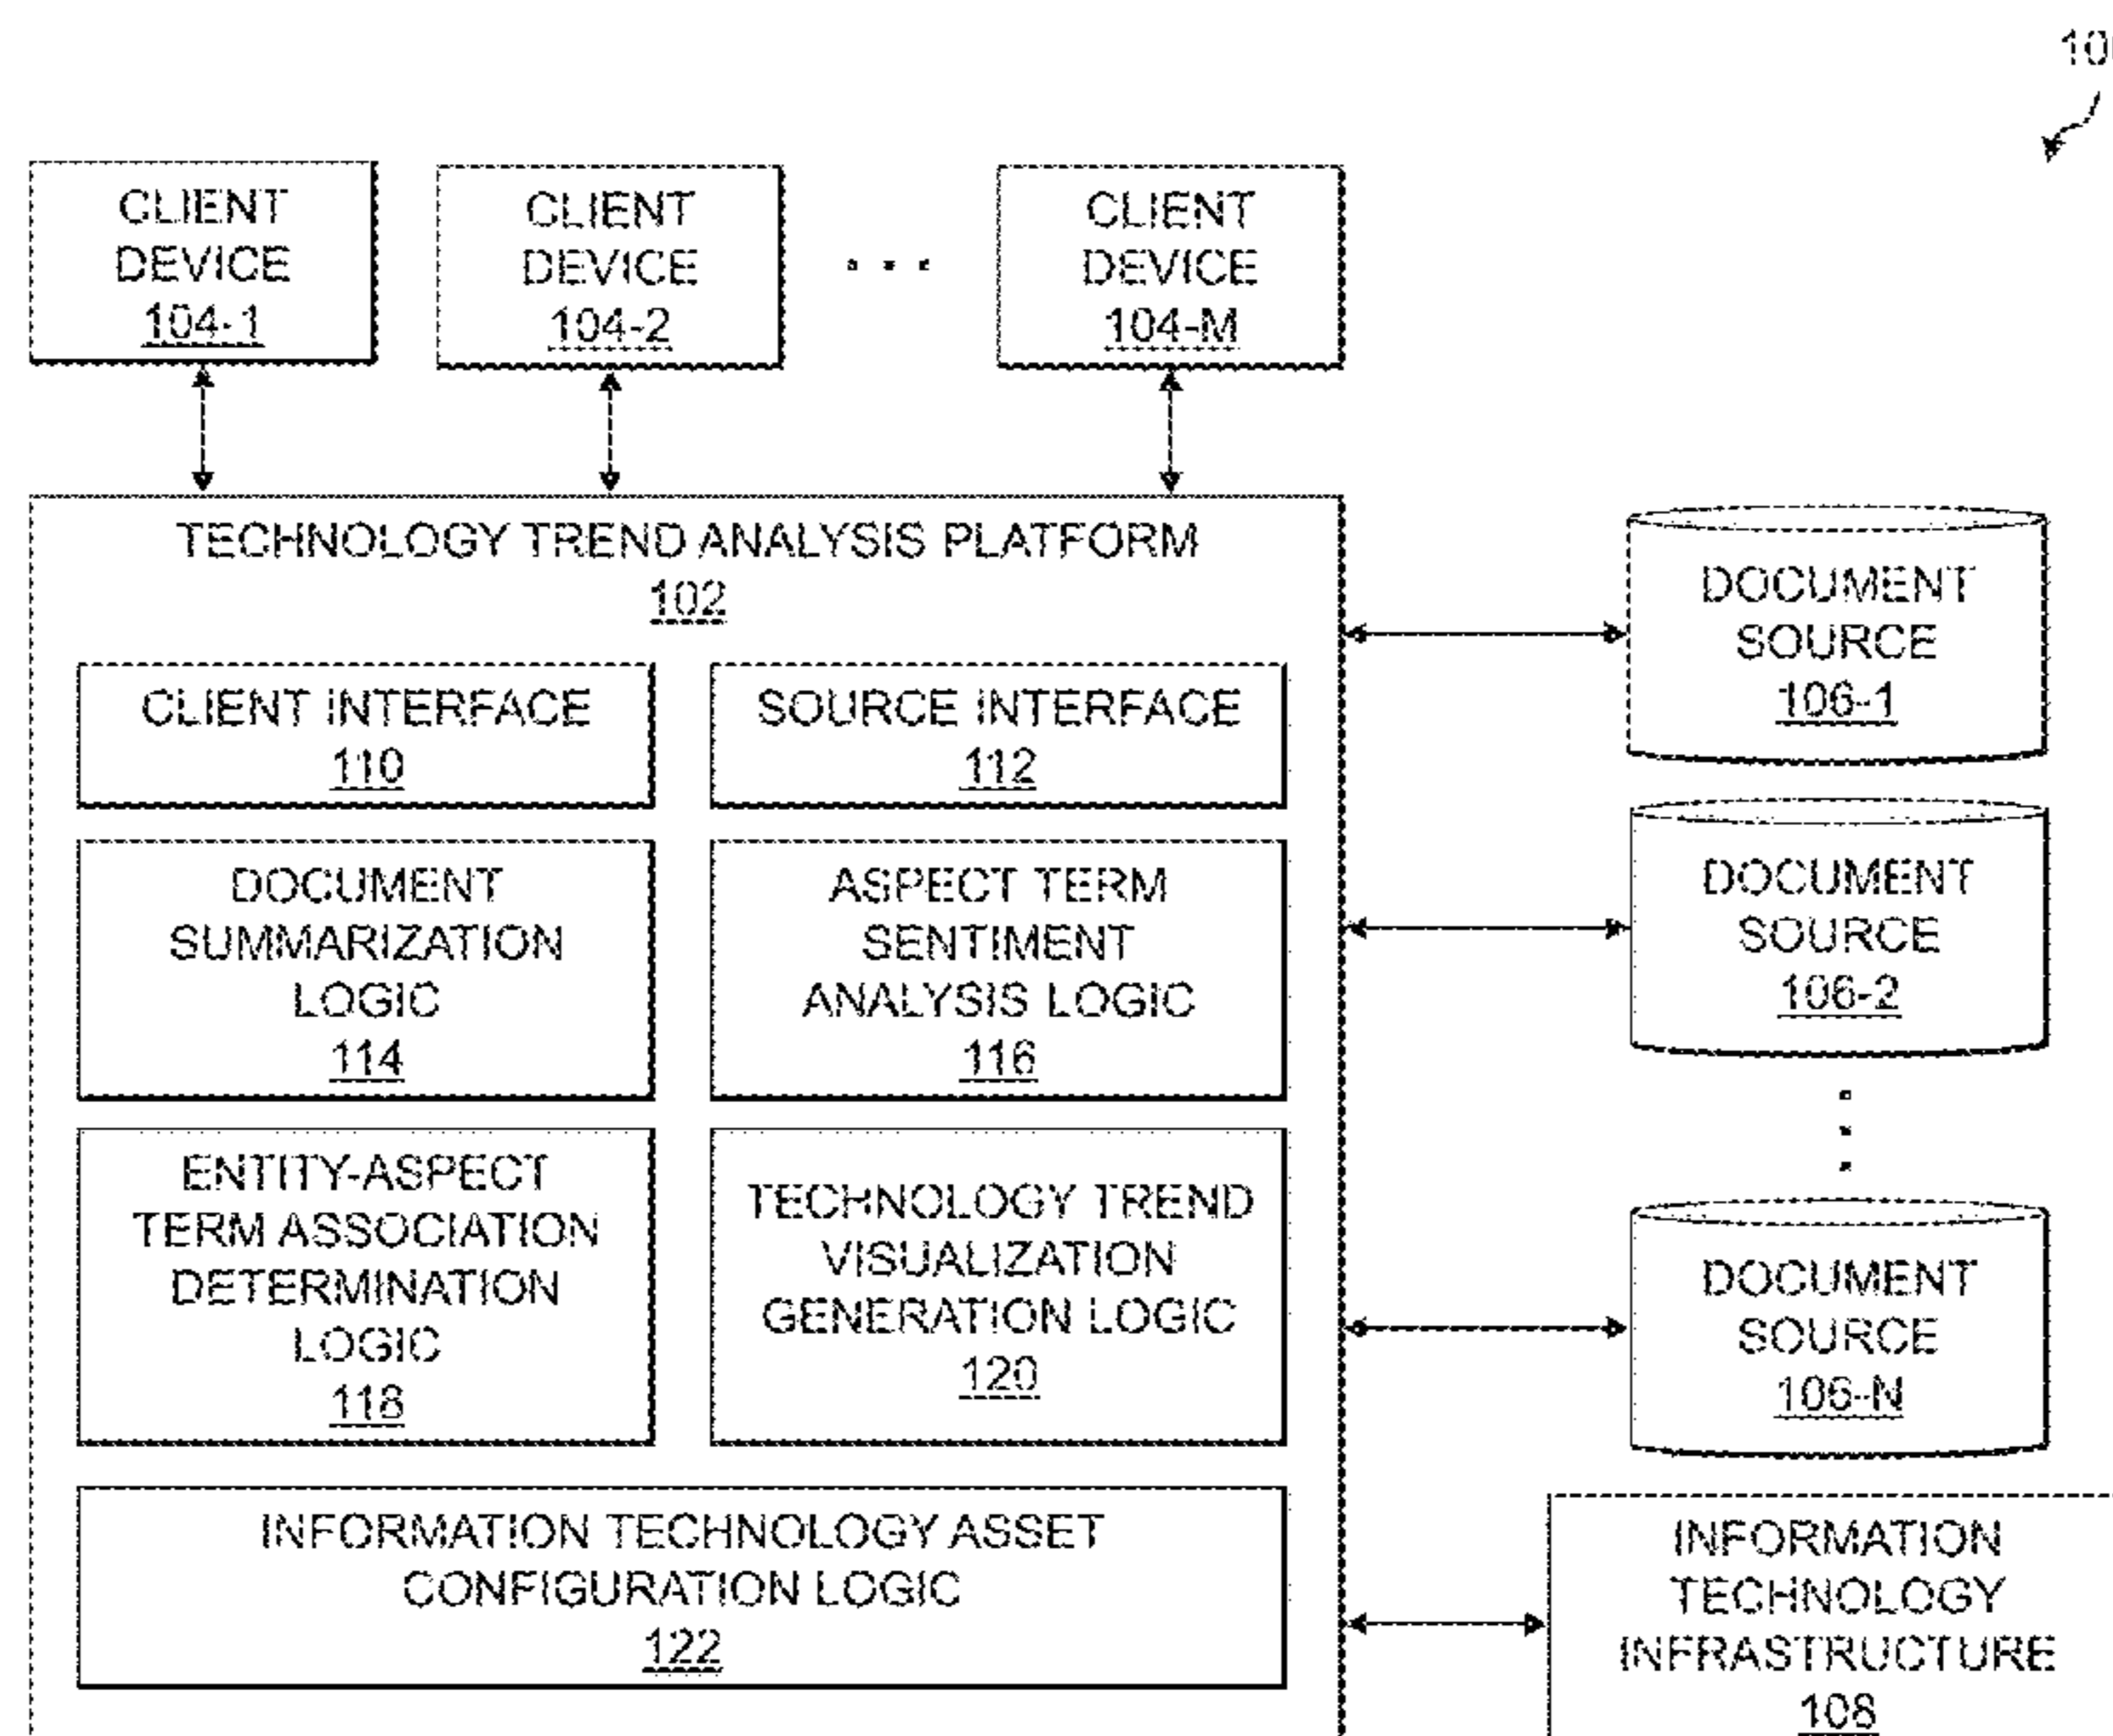 CLIENT
DEVICE
104-1
CLIENT
DEVICE
104-2
. . .
CLIENT
DEVICE
104-M
TECHNOLOGY TREND ANALYSIS PLATFORM
102
CLIENT INTERFACE
110
SOURCE INTERFACE
112
DOCUMENT
SUMMARIZATION
LOGIC
114
ASPECT TERM
SENTIMENT
ANALYSIS LOGIC
116
ENTITY-ASPECT
TERM ASSOCIATION
DETERMINATION
LOGIC
118
TECHNOLOGY TREND
VISUALIZATION
GENERATION LOGIC
120
INFORMATION TECHNOLOGY ASSET
CONFIGURATION LOGIC
122
DOCUMENT
SOURCE
106-1
DOCUMENT
SOURCE
106-2
DOCUMENT
SOURCE
106-N
INFORMATION
TECHNOLOGY
INFRASTRUCTURE
108